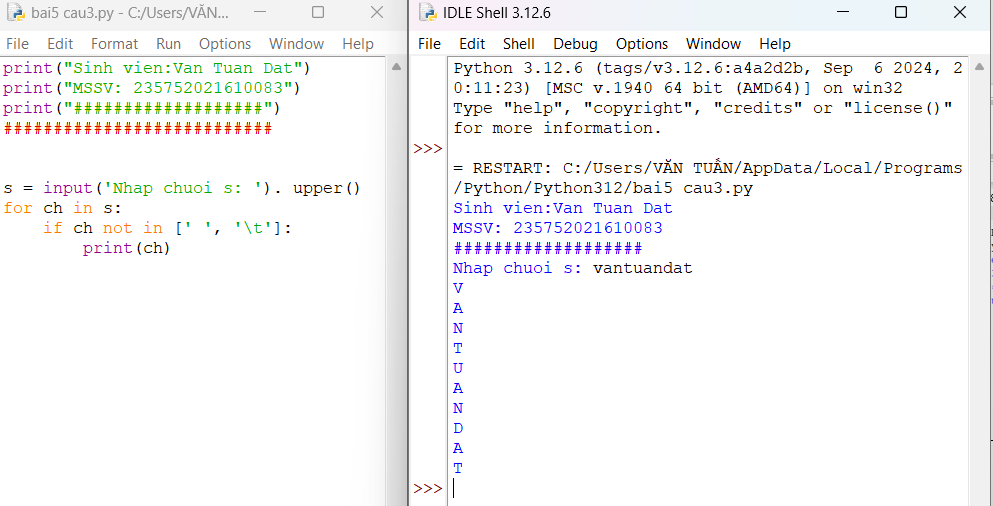 bai5 cau3.py - C:/Users/VĂN...
File Edit Format Run Options Window Help
print("Sinh vien:Van Tuan Dat")
print("MSSV: 235752021610083")
print("###################")
###########################
s = input('Nhap chuoi s: '). upper()
for ch in s:
    if ch not in [' ', '\t']:
        print(ch)
IDLE Shell 3.12.6
File Edit Shell Debug Options Window Help
Python 3.12.6 (tags/v3.12.6:a4a2d2b, Sep  6 2024, 2
0:11:23) [MSC v.1940 64 bit (AMD64)] on win32
Type "help", "copyright", "credits" or "license()"
for more information.
>>>
= RESTART: C:/Users/VĂN TUẤN/AppData/Local/Programs
/Python/Python312/bai5 cau3.py
Sinh vien:Van Tuan Dat
MSSV: 235752021610083
###################
Nhap chuoi s: vantuandat
V
A
N
T
U
A
N
D
A
T
>>>